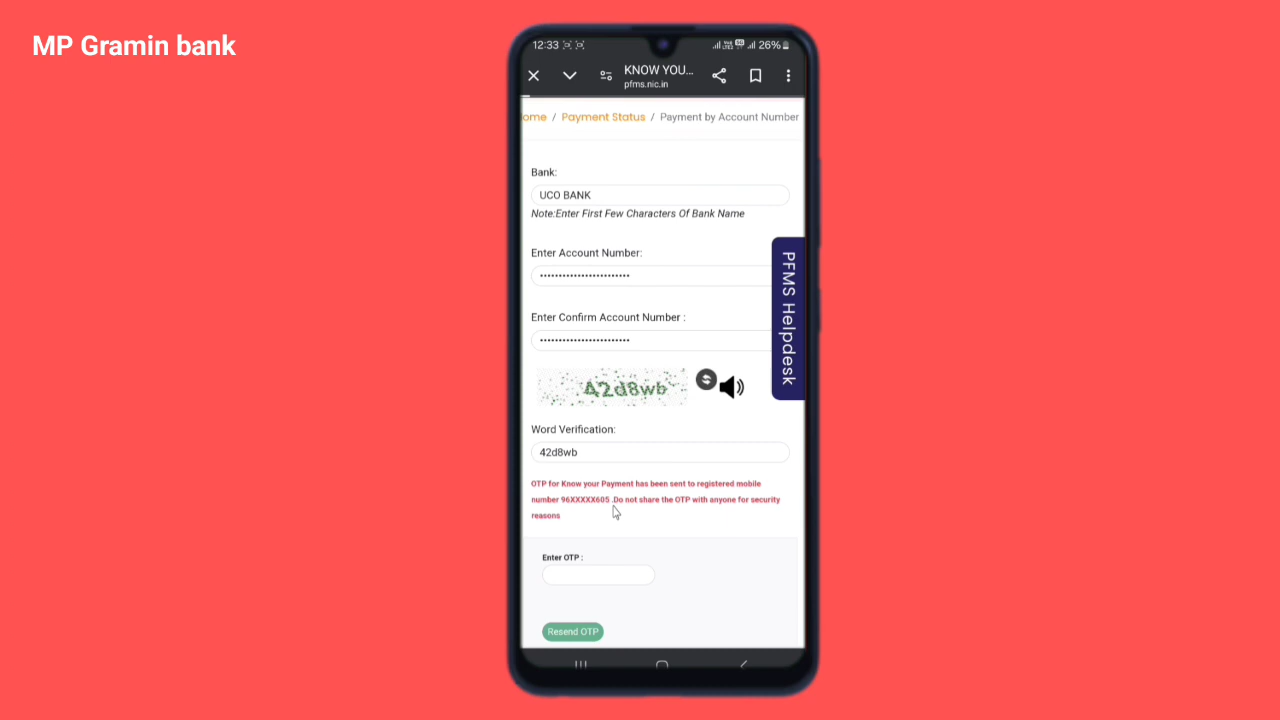 MP Gramin bank
12:33
26%
KNOW YOU...
pfms.nic.in
ome / Payment Status / Payment by Account Number
Bank:
UCO BANK
Note:Enter First Few Characters Of Bank Name
Enter Account Number:
Enter Confirm Account Number :
42d8wb
Word Verification:
42d8wb
OTP for Know your Payment has been sent to registered mobile
number 96XXXXX605 .Do not share the OTP with anyone for security
reasons
Enter OTP :
Resend OTP
PFMS Helpdesk